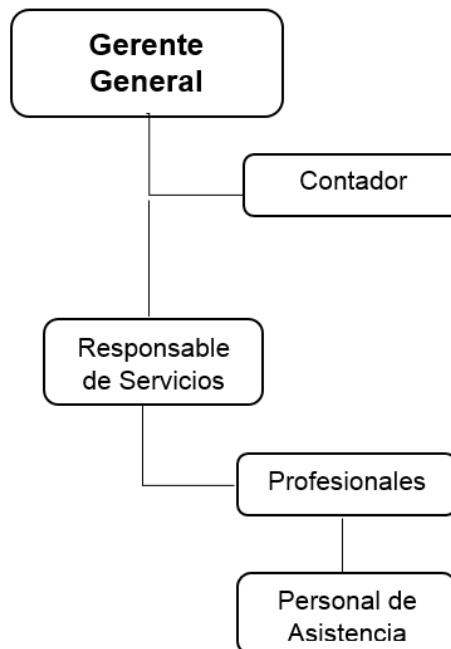 Gerente
General
Contador
Responsable
de Servicios
Profesionales
Personal de
Asistencia